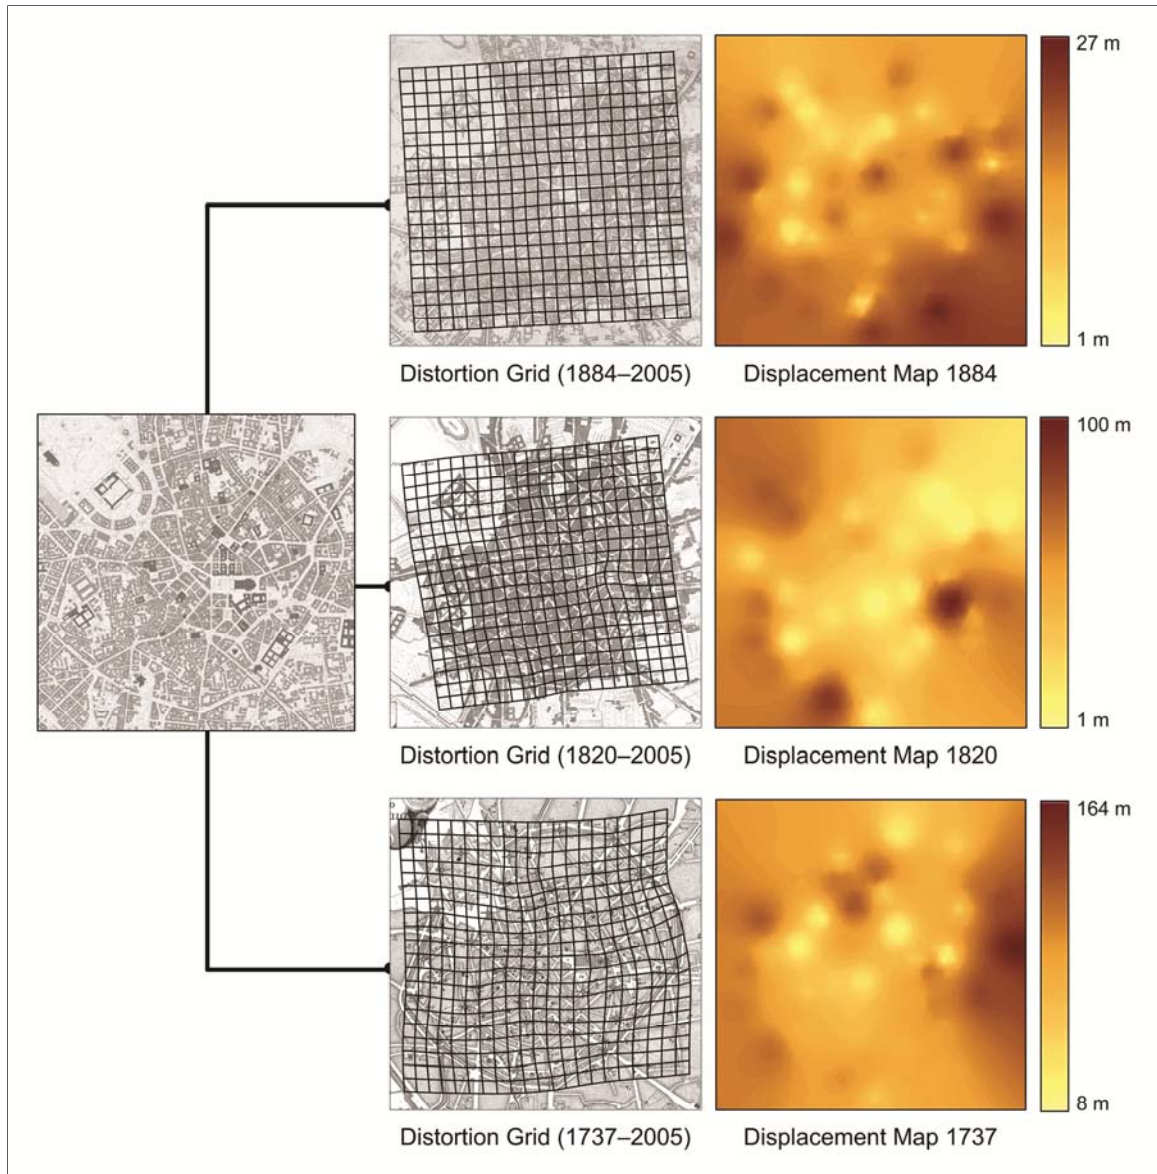 27 m
1 m
Distortion Grid (1884–2005)
Displacement Map 1884
100 m
1 m
Distortion Grid (1820–2005)
Displacement Map 1820
164 m
8 m
Distortion Grid (1737–2005)
Displacement Map 1737